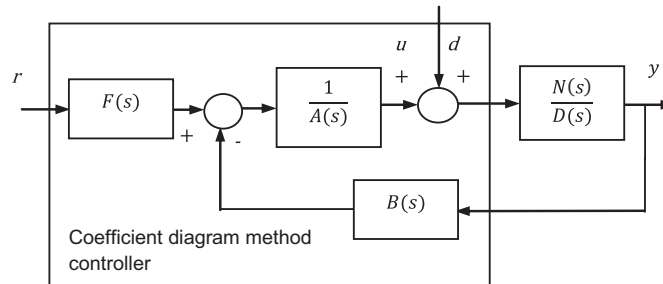 u d
r y
F(s) 1 N(s)
+ + +
A(s) D(s)
+ -
B(s)
Coefficient diagram method
controller